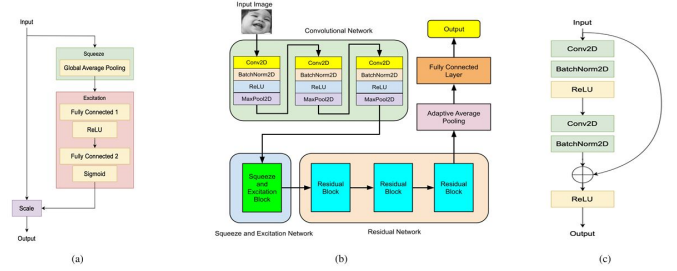 Input
Squeeze
Global Average Pooling
Excitation
Fully Connected 1
ReLU
Fully Connected 2
Sigmoid
Scale
Output
(a)
Input Image
Convolutional Network
Conv2D
BatchNorm2D
ReLU
MaxPool2D
Conv2D
BatchNorm2D
ReLU
MaxPool2D
Conv2D
BatchNorm2D
ReLU
MaxPool2D
Output
Fully Connected
Layer
Adaptive Average
Pooling
Squeeze
and
Excitation
Block
Residual
Block
Residual
Block
Residual
Block
Squeeze and Excitation Network
Residual Network
(b)
Input
Conv2D
BatchNorm2D
ReLU
Conv2D
BatchNorm2D
ReLU
Output
(c)